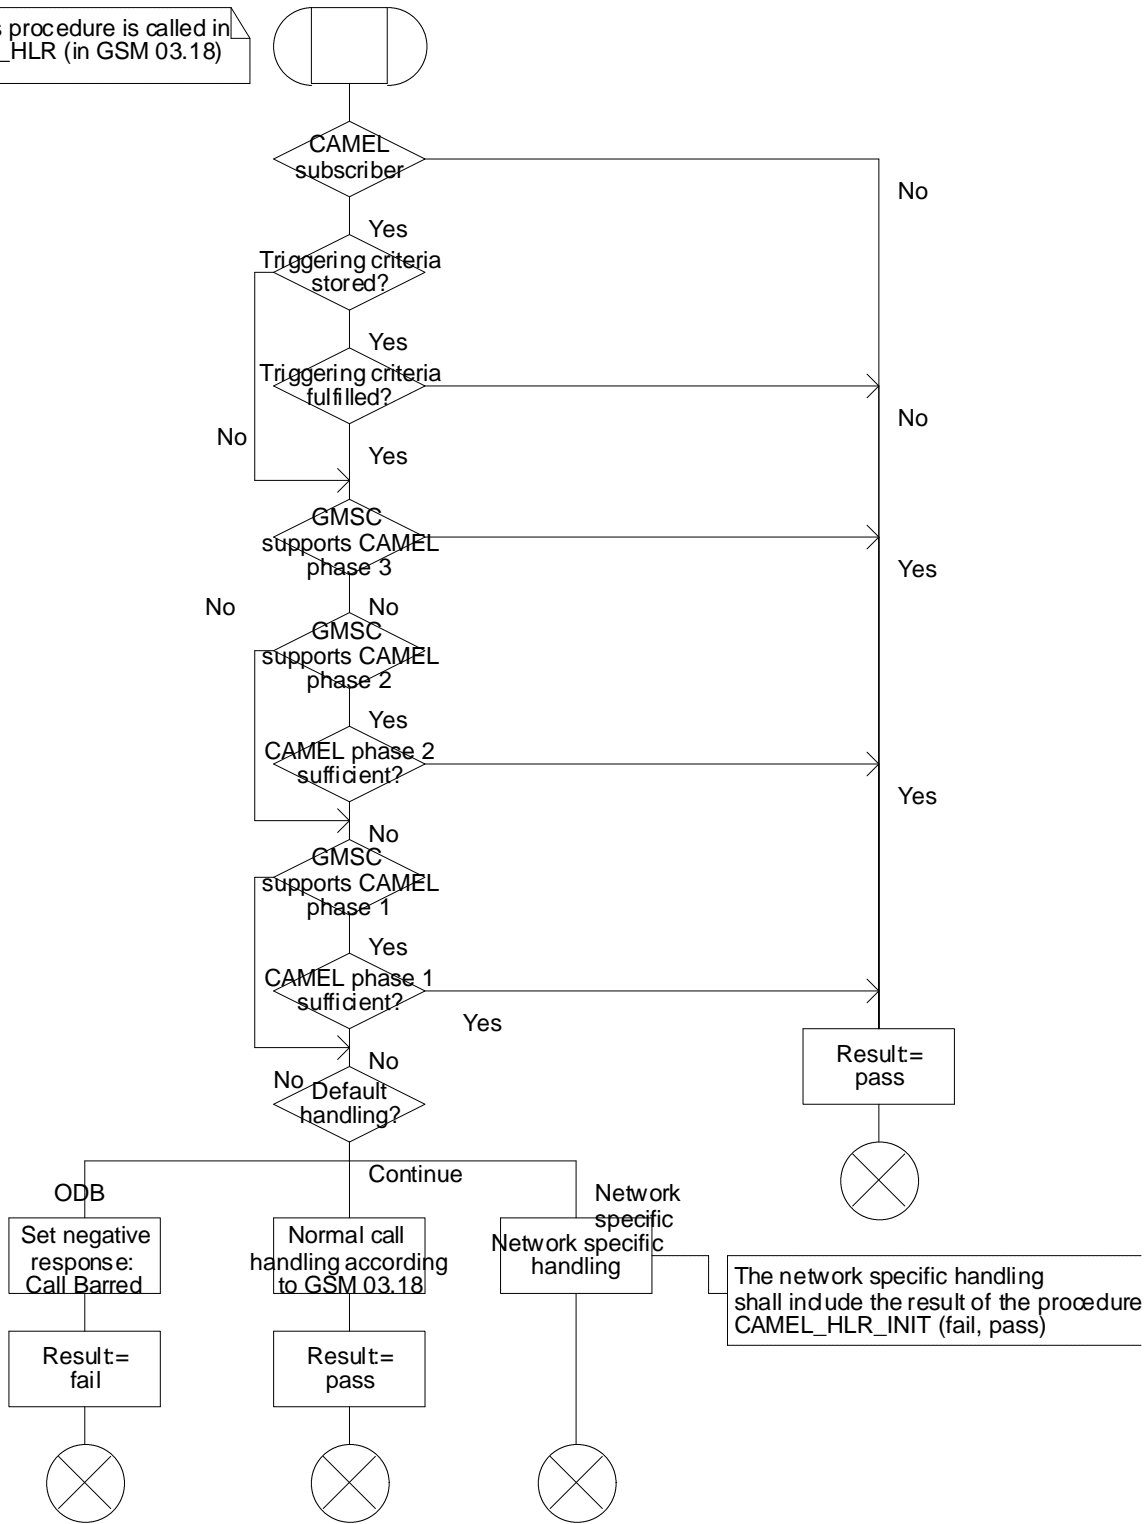 procedure is called in
_HLR (in GSM 03.18)
CAMEL
subscriber
No
Yes
Triggering criteria
stored?
Yes
Triggering criteria
fulfilled?
No
No
Yes
GMSC
supports CAMEL
phase 3
Yes
No
No
GMSC
supports CAMEL
phase 2
Yes
CAMEL phase 2
sufficient?
Yes
No
GMSC
supports CAMEL
phase 1
Yes
CAMEL phase 1
sufficient?
Yes
Result:=
pass
No
No
Default
handling?
Continue
ODB
Network
specific
Set negative
response:
Call Barred
Normal call
handling according
to GSM 03.18
Network specific
handling
The network specific handling
shall include the result of the procedure
CAMEL_HLR_INIT (fail, pass)
Result:=
fail
Result:=
pass